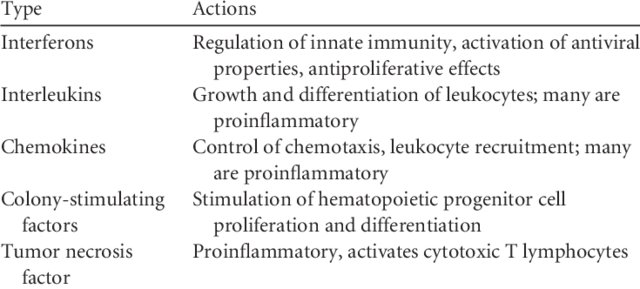 Type Actions
Interferons Regulation of innate immunity, activation of antiviral
properties, antiproliferative effects
Interleukins Growth and differentiation of leukocytes; many are
proinflammatory
Chemokines Control of chemotaxis, leukocyte recruitment; many
are proinflammatory
Colony-stimulating Stimulation of hematopoietic progenitor cell
factors proliferation and differentiation
Tumor necrosis Proinflammatory, activates cytotoxic T lymphocytes
factor